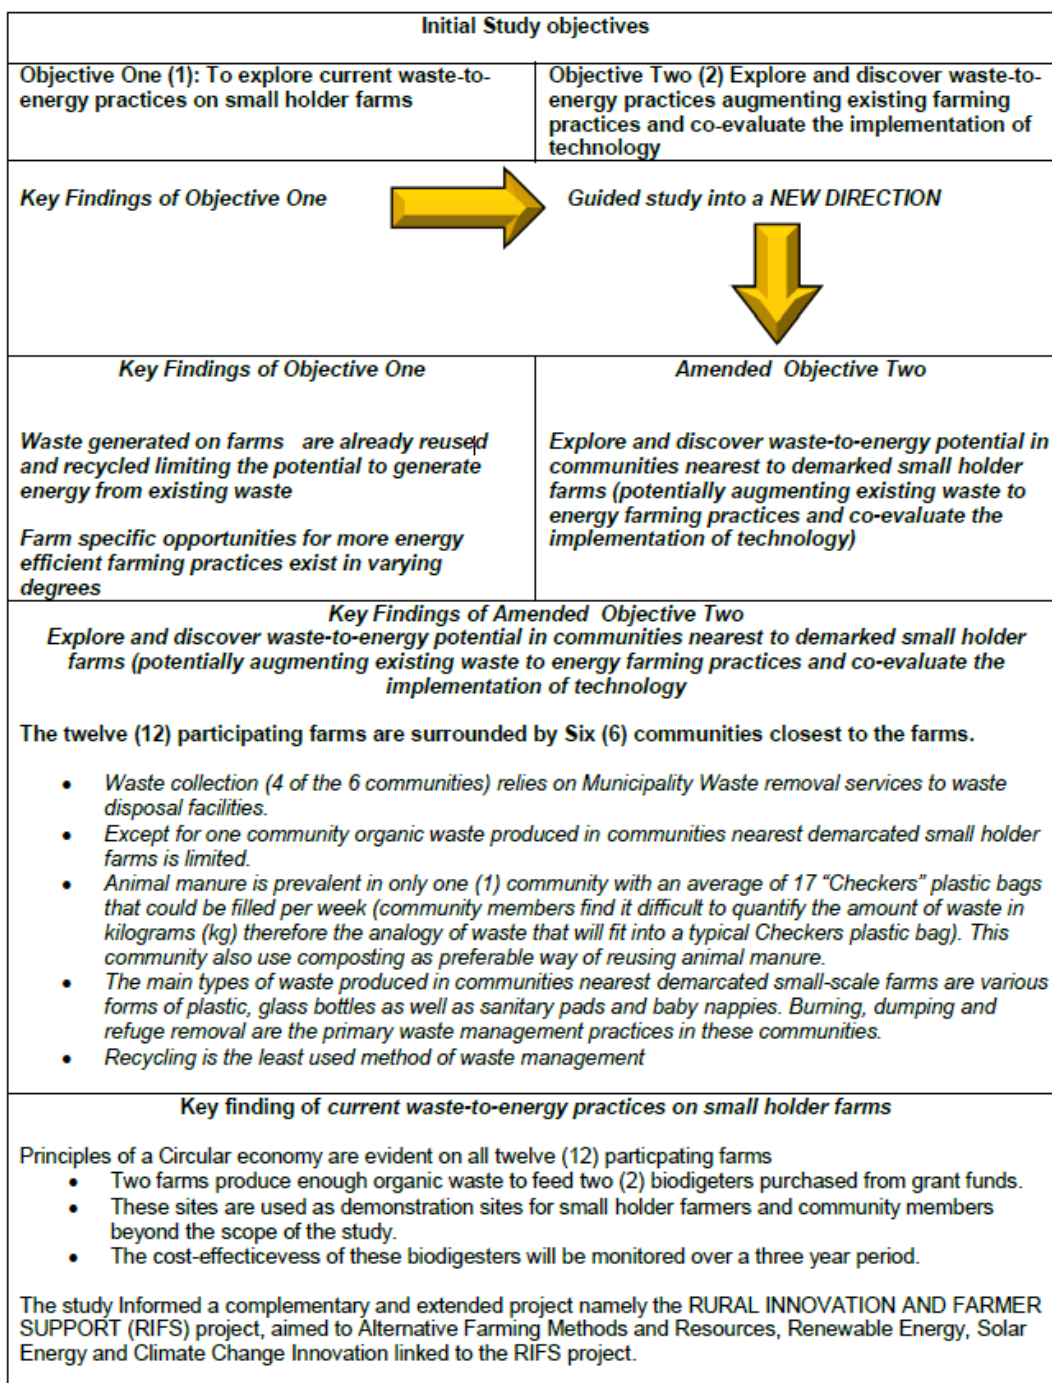 Initial Study objectives
Objective One (1): To explore current waste-to-
energy practices on small holder farms
Objective Two (2) Explore and discover waste-to-
energy practices augmenting existing farming
practices and co-evaluate the implementation of
technology
Key Findings of Objective One
Guided study into a NEW DIRECTION
Key Findings of Objective One
Waste generated on farms are already reused
and recycled limiting the potential to generate
energy from existing waste
Farm specific opportunities for more energy
efficient farming practices exist in varying
degrees
Amended Objective Two
Explore and discover waste-to-energy potential in
communities nearest to demarked small holder
farms (potentially augmenting existing waste to
energy farming practices and co-evaluate the
implementation of technology)
Key Findings of Amended Objective Two
Explore and discover waste-to-energy potential in communities nearest to demarked small holder
farms (potentially augmenting existing waste to energy farming practices and co-evaluate the
implementation of technology
The twelve (12) participating farms are surrounded by Six (6) communities closest to the farms.
• Waste collection (4 of the 6 communities) relies on Municipality Waste removal services to waste
disposal facilities.
• Except for one community organic waste produced in communities nearest demarcated small holder
farms is limited.
• Animal manure is prevalent in only one (1) community with an average of 17 “Checkers” plastic bags
that could be filled per week (community members find it difficult to quantify the amount of waste in
kilograms (kg) therefore the analogy of waste that will fit into a typical Checkers plastic bag). This
community also use composting as preferable way of reusing animal manure.
• The main types of waste produced in communities nearest demarcated small-scale farms are various
forms of plastic, glass bottles as well as sanitary pads and baby nappies. Burning, dumping and
refuge removal are the primary waste management practices in these communities.
• Recycling is the least used method of waste management
Key finding of current waste-to-energy practices on small holder farms
Principles of a Circular economy are evident on all twelve (12) particpating farms
• Two farms produce enough organic waste to feed two (2) biodigeters purchased from grant funds.
• These sites are used as demonstration sites for small holder farmers and community members
beyond the scope of the study.
• The cost-effecticevess of these biodigesters will be monitored over a three year period.
The study Informed a complementary and extended project namely the RURAL INNOVATION AND FARMER
SUPPORT (RIFS) project, aimed to Alternative Farming Methods and Resources, Renewable Energy, Solar
Energy and Climate Change Innovation linked to the RIFS project.